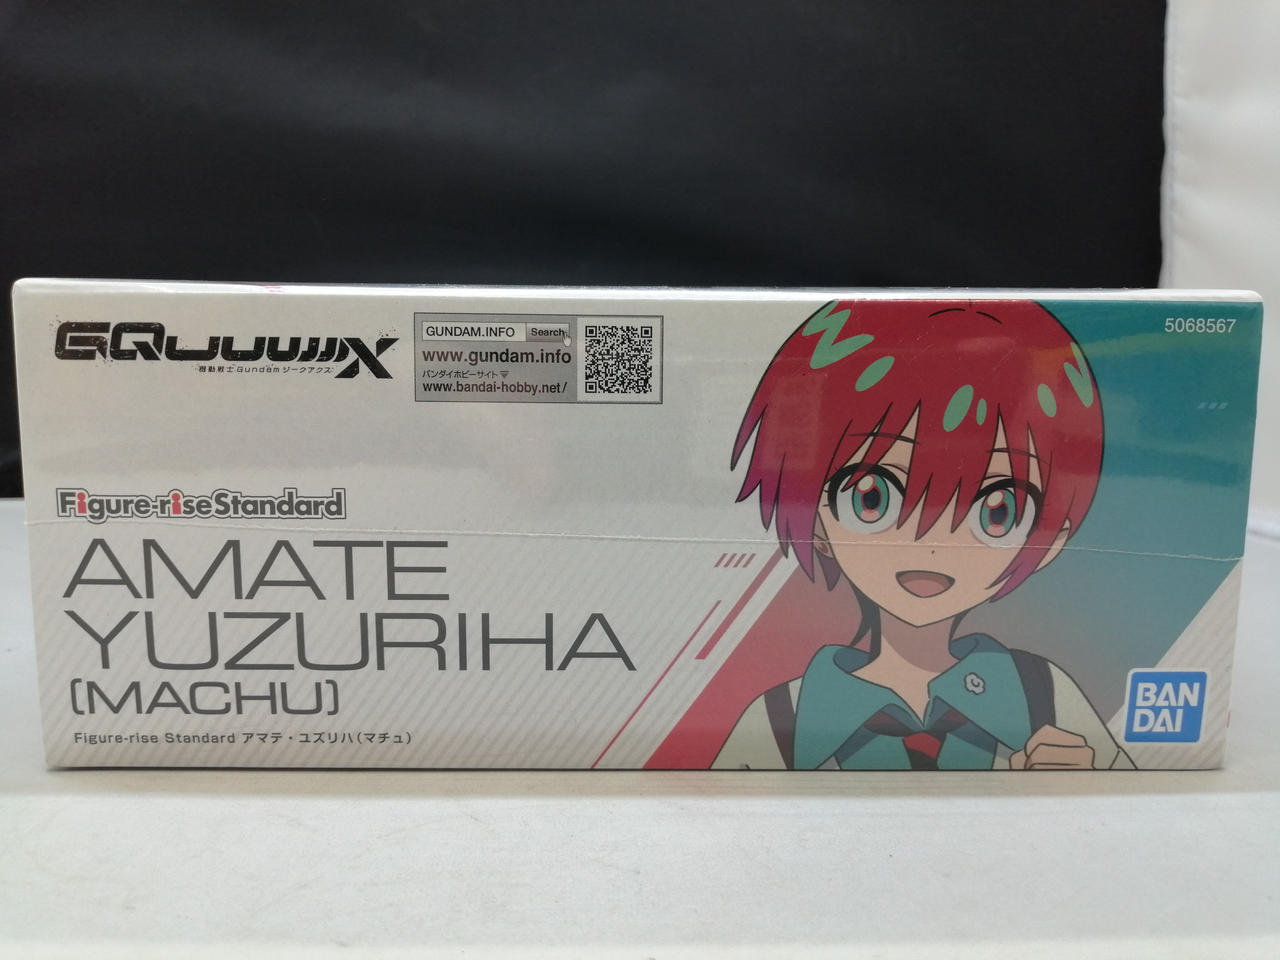 GQuuuuuuX
機動戦士Gundam ジークアクス
GUNDAM.INFO Search
www.gundam.info
バンダイホビーサイト
www.bandai-hobby.net/
5068567
Figure-riseStandard
AMATE
YUZURIHA
(MACHU)
Figure-rise Standard アマテ・ユズリハ(マチュ)
BAN
DAI